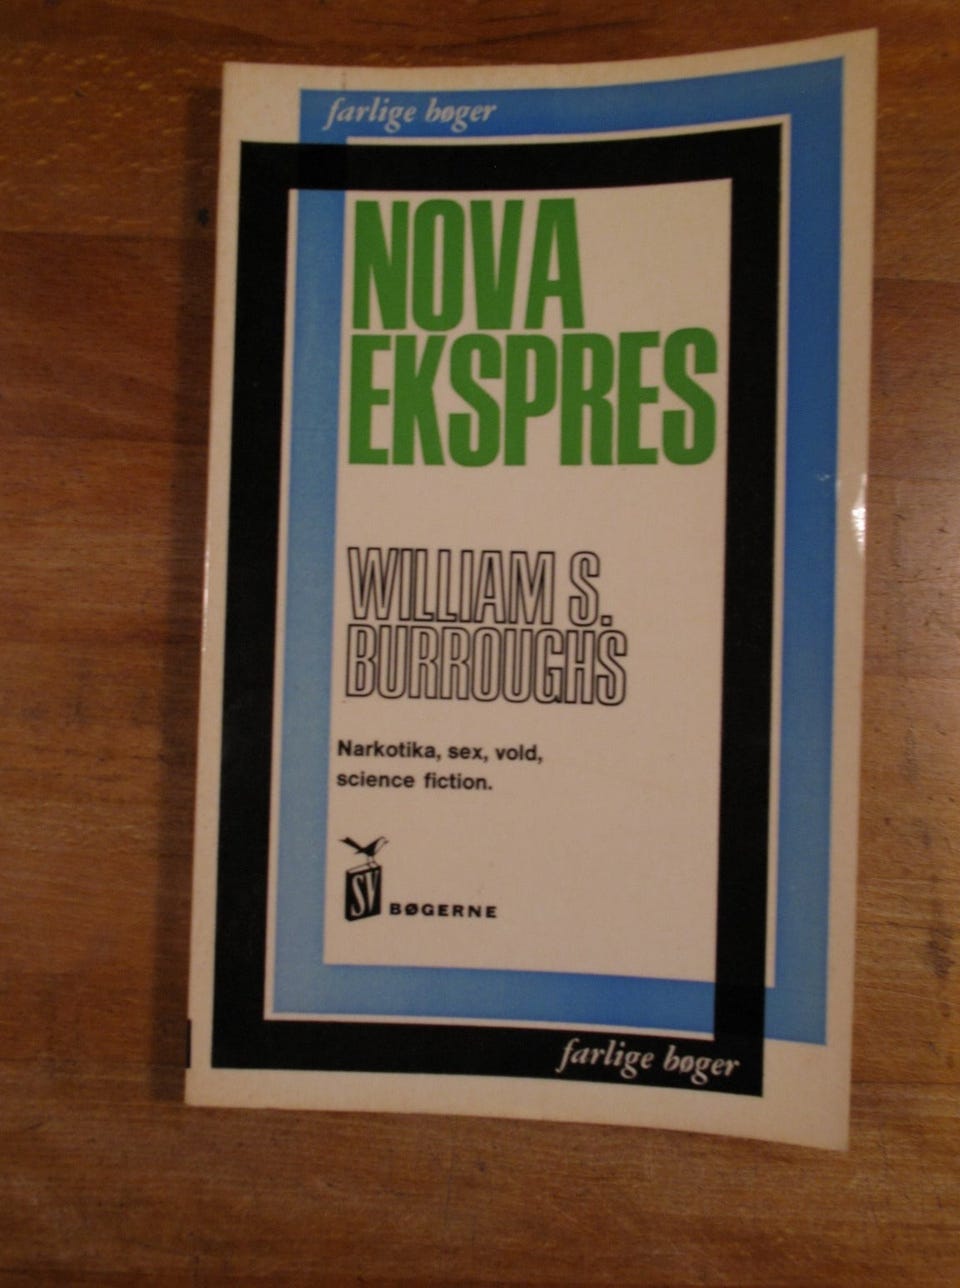 farlige bøger
NOVA
EKSPRES
WILLIAM S.
BURROUGHS
Narkotika, sex, vold,
science fiction.
SV
BØGERNE
farlige bøger